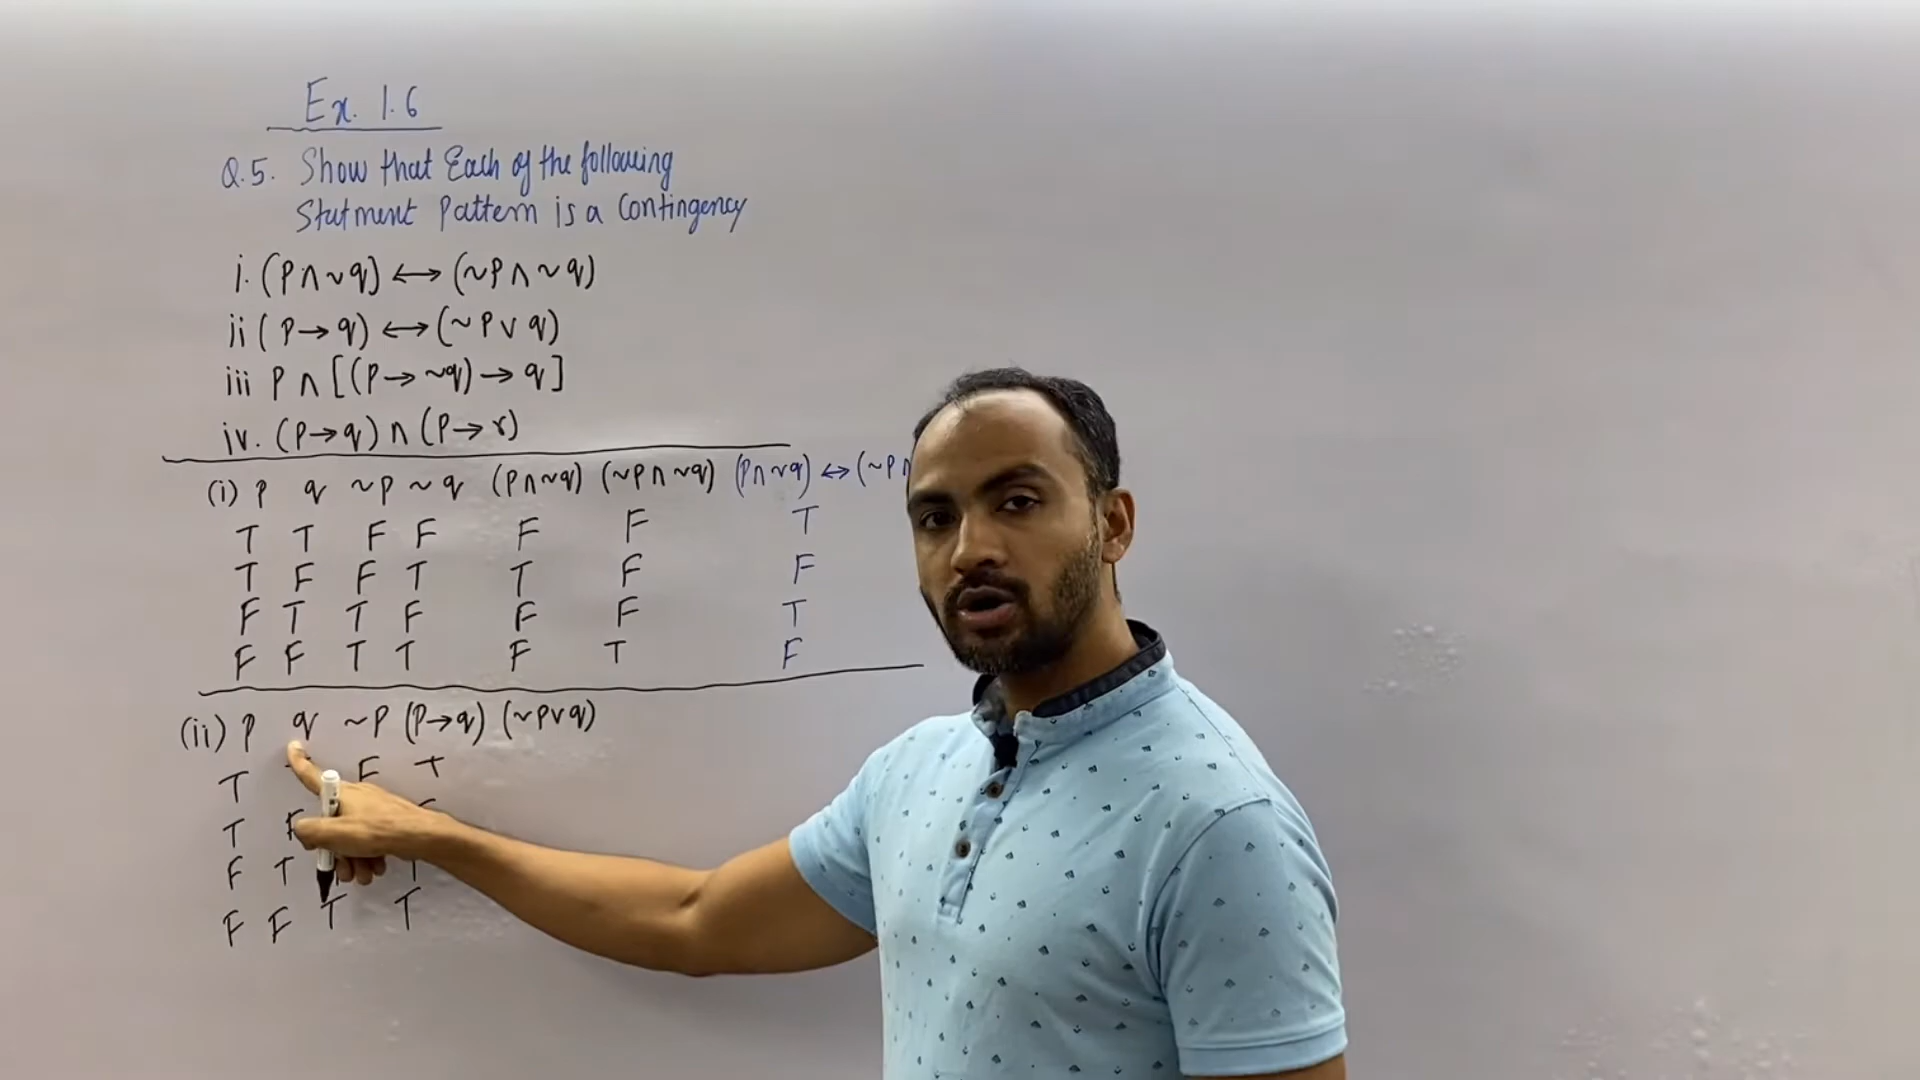 Ex. 1.6
Q.5. Show that Each of the following
Statment Pattern is a Contingency
i. (p ∧ ~q) ↔ (~p ∧ ~q)
ii (p → q) ↔ (~p ∨ q)
iii p ∧ [(p → ~q) → q]
iv. (p → q) ∧ (p → r)
(i) p q ~p ~q (p ∧ ~q) (~p ∧ ~q) (p ∧ ~q) ↔ (~p ∧
T T F F F F T
T F F T T F F
F T T F F F T
F F T T F T F
(ii) p q ~p (p → q) (~p ∨ q)
T F T
T F
F T T
F F T T